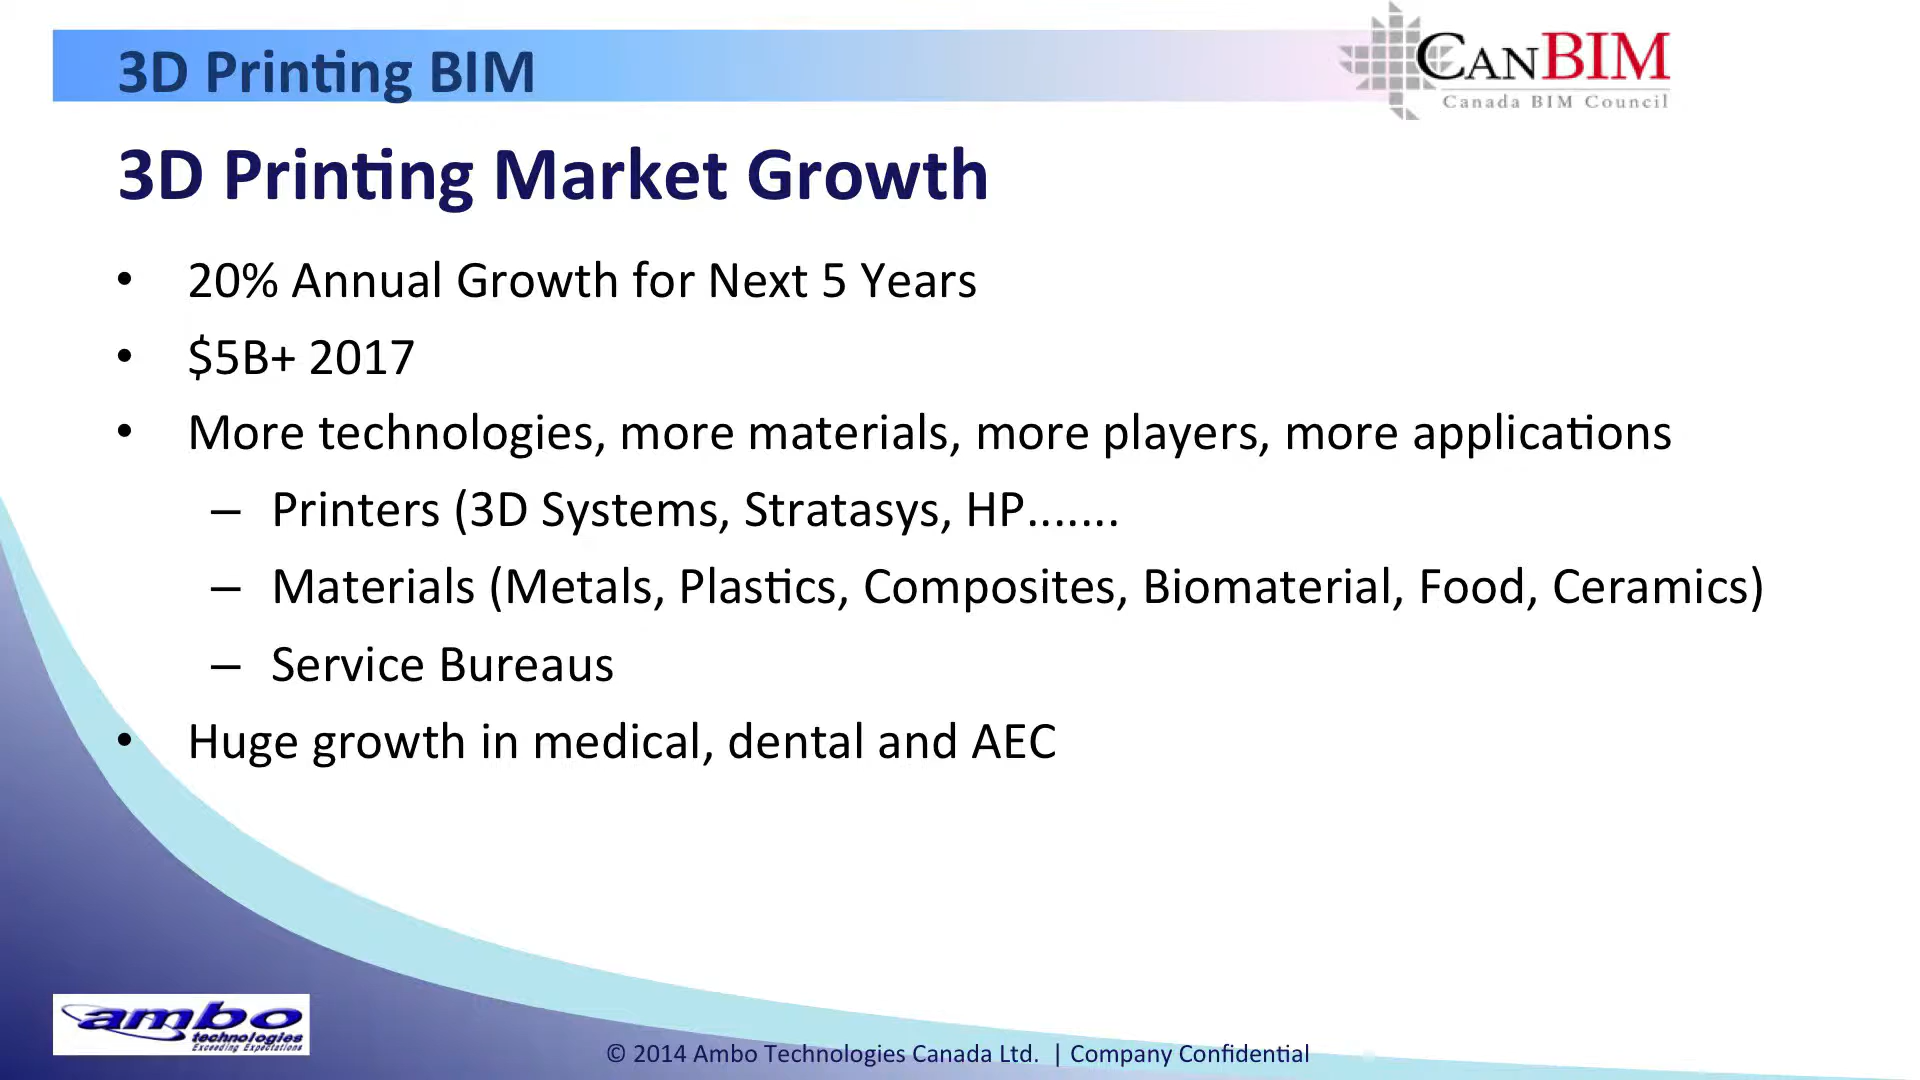 3D Printing BIM
CanBIM
Canada BIM Council
3D Printing Market Growth
• 20% Annual Growth for Next 5 Years
• $5B+ 2017
• More technologies, more materials, more players, more applications
– Printers (3D Systems, Stratasys, HP.......
– Materials (Metals, Plastics, Composites, Biomaterial, Food, Ceramics)
– Service Bureaus
• Huge growth in medical, dental and AEC
ambo
technologies
Exceeding Expectations
© 2014 Ambo Technologies Canada Ltd. | Company Confidential